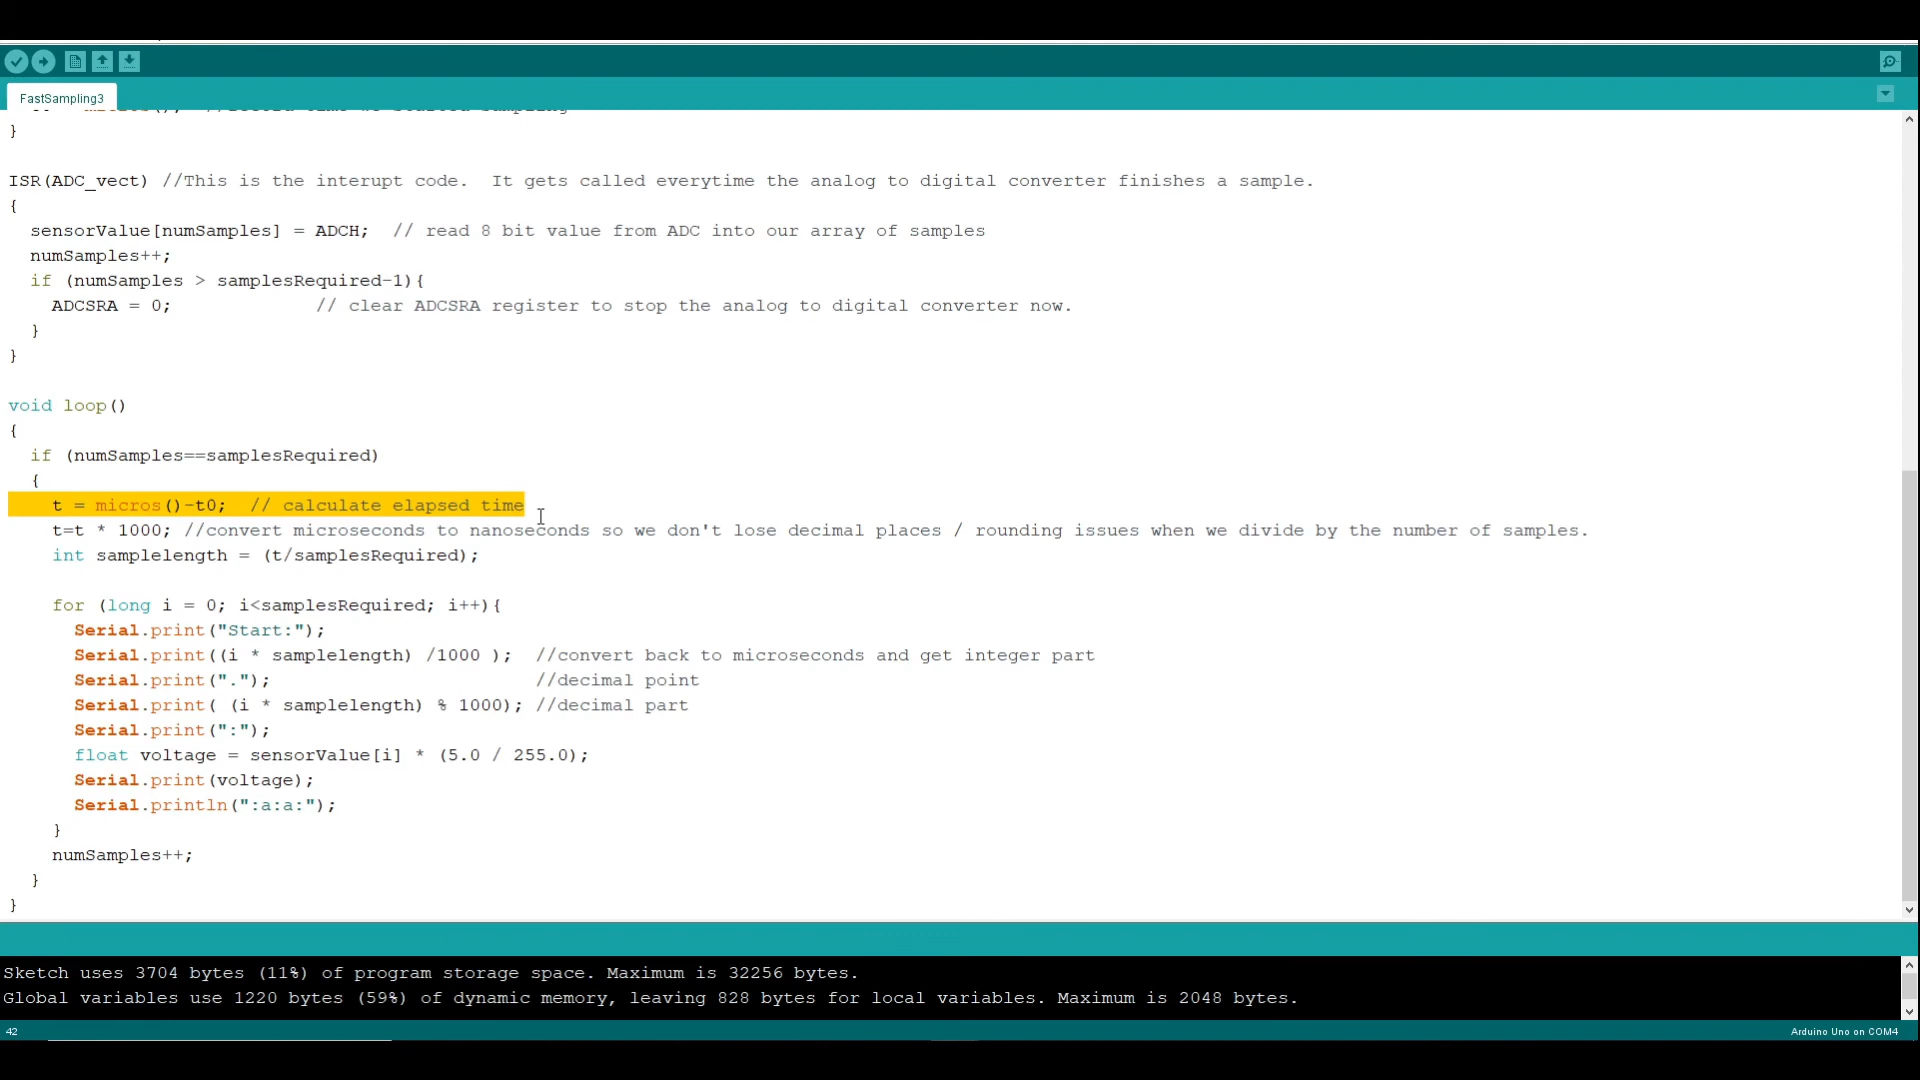 FastSampling3
}
ISR(ADC_vect) //This is the interupt code.  It gets called everytime the analog to digital converter finishes a sample.
{
  sensorValue[numSamples] = ADCH;  // read 8 bit value from ADC into our array of samples
  numSamples++;
  if (numSamples > samplesRequired-1){
    ADCSRA = 0;             // clear ADCSRA register to stop the analog to digital converter now.
  }
}
void loop()
{
  if (numSamples==samplesRequired)
  {
    t = micros()-t0;  // calculate elapsed time
    t=t * 1000; //convert microseconds to nanoseconds so we don't lose decimal places / rounding issues when we divide by the number of samples.
    int samplelength = (t/samplesRequired);
    for (long i = 0; i<samplesRequired; i++){
      Serial.print("Start:");
      Serial.print((i * samplelength) /1000 );  //convert back to microseconds and get integer part
      Serial.print(".");                        //decimal point
      Serial.print( (i * samplelength) % 1000); //decimal part
      Serial.print(":");
      float voltage = sensorValue[i] * (5.0 / 255.0);
      Serial.print(voltage);
      Serial.println(":a:a:");
    }
    numSamples++;
  }
}
Sketch uses 3704 bytes (11%) of program storage space. Maximum is 32256 bytes.
Global variables use 1220 bytes (59%) of dynamic memory, leaving 828 bytes for local variables. Maximum is 2048 bytes.
42
Arduino Uno on COM4